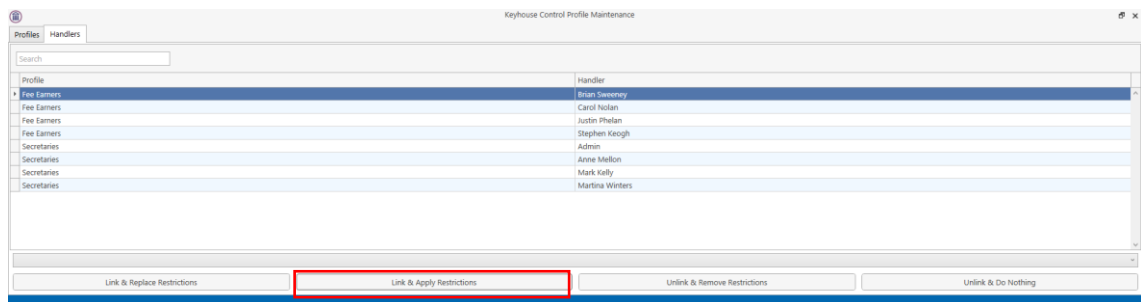 Keyhouse Control Profile Maintenance
Profiles Handlers
Search
Profile Handler
Fee Earners Brian Sweeney
Fee Earners Carol Nolan
Fee Earners Justin Phelan
Fee Earners Stephen Keogh
Secretaries Admin
Secretaries Anne Mellon
Secretaries Mark Kelly
Secretaries Martina Winters
Link & Replace Restrictions Link & Apply Restrictions Unlink & Remove Restrictions Unlink & Do Nothing